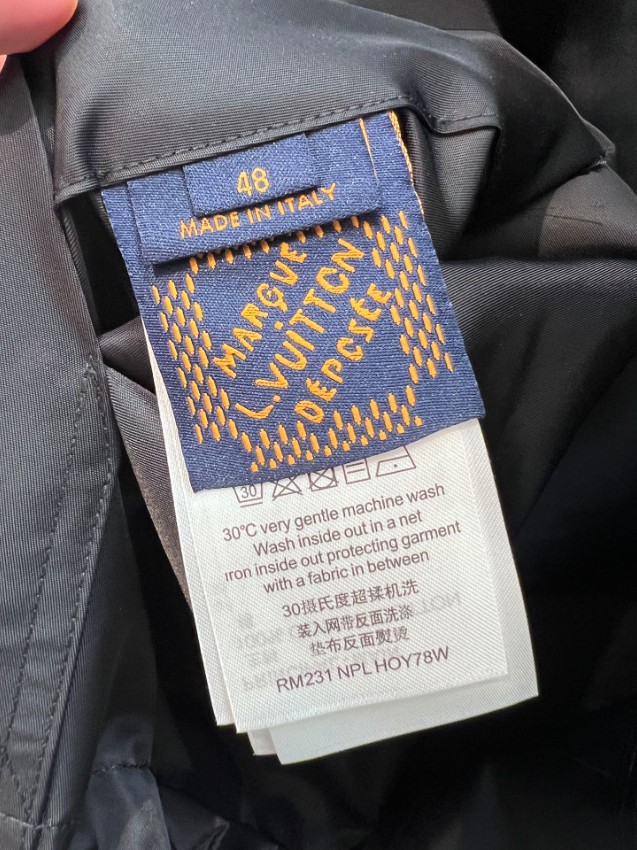 48
MADE IN ITALY
MARQUE
L.VUITTON
DÉPOSÉE
30
30°C very gentle machine wash
Wash inside out in a net
Iron inside out protecting garment
with a fabric in between
30摄氏度超揉机洗
装入网带反面洗涤
垫布反面熨烫
RM231 NPL HOY78W